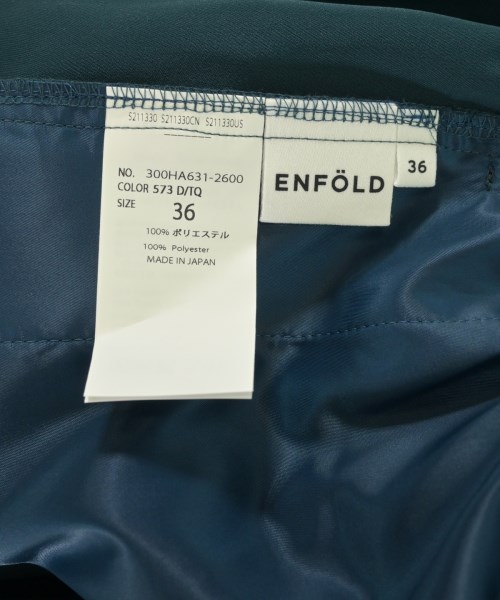 S211330 S211330CN S211330US
NO. 300HA631-2600
COLOR 573 D/TQ
SIZE 36
100% ポリエステル
100% Polyester
MADE IN JAPAN
ENFÖLD
36